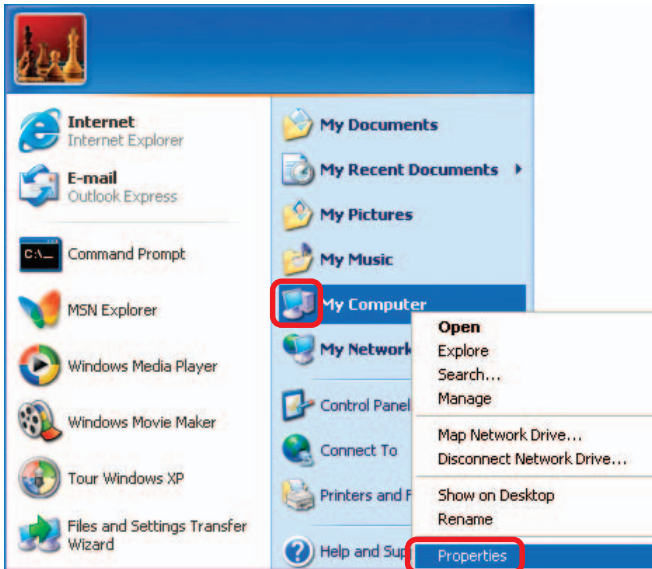 Internet
Internet Explorer
E-mail
Outlook Express
C:\_
Command Prompt
MSN Explorer
Windows Media Player
Windows Movie Maker
Tour Windows XP
Files and Settings Transfer
Wizard
My Documents
My Recent Documents
My Pictures
My Music
My Computer
My Network
Control Panel
Connect To
Printers and F
Help and Sup
Open
Explore
Search...
Manage
Map Network Drive...
Disconnect Network Drive...
Show on Desktop
Rename
Properties